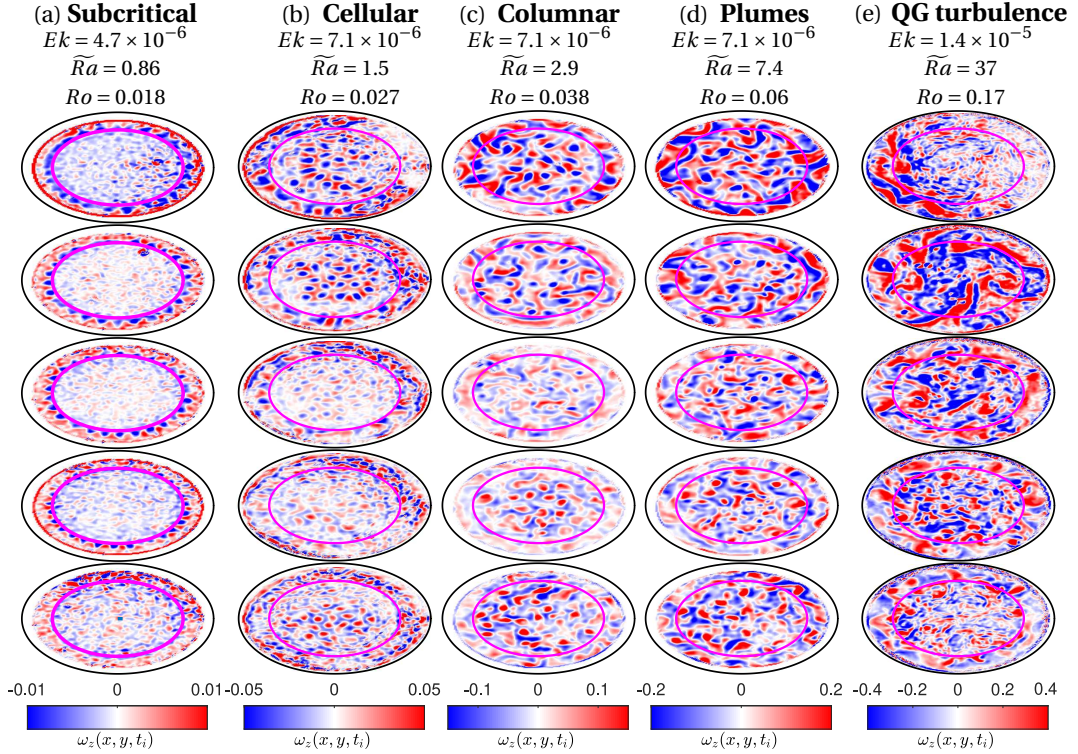 (a) Subcritical (b) Cellular (c) Columnar (d) Plumes (e) QG turbulence
Ek = 4.7 × 10⁻⁶ Ek = 7.1 × 10⁻⁶ Ek = 7.1 × 10⁻⁶ Ek = 7.1 × 10⁻⁶ Ek = 1.4 × 10⁻⁵
R͠a = 0.86 R͠a = 1.5 R͠a = 2.9 R͠a = 7.4 R͠a = 37
Ro = 0.018 Ro = 0.027 Ro = 0.038 Ro = 0.06 Ro = 0.17
-0.01 0 0.01 -0.05 0 0.05 -0.1 0 0.1 -0.2 0 0.2 -0.4 -0.2 0 0.2 0.4
ω_z(x, y, t_i) ω_z(x, y, t_i) ω_z(x, y, t_i) ω_z(x, y, t_i) ω_z(x, y, t_i)